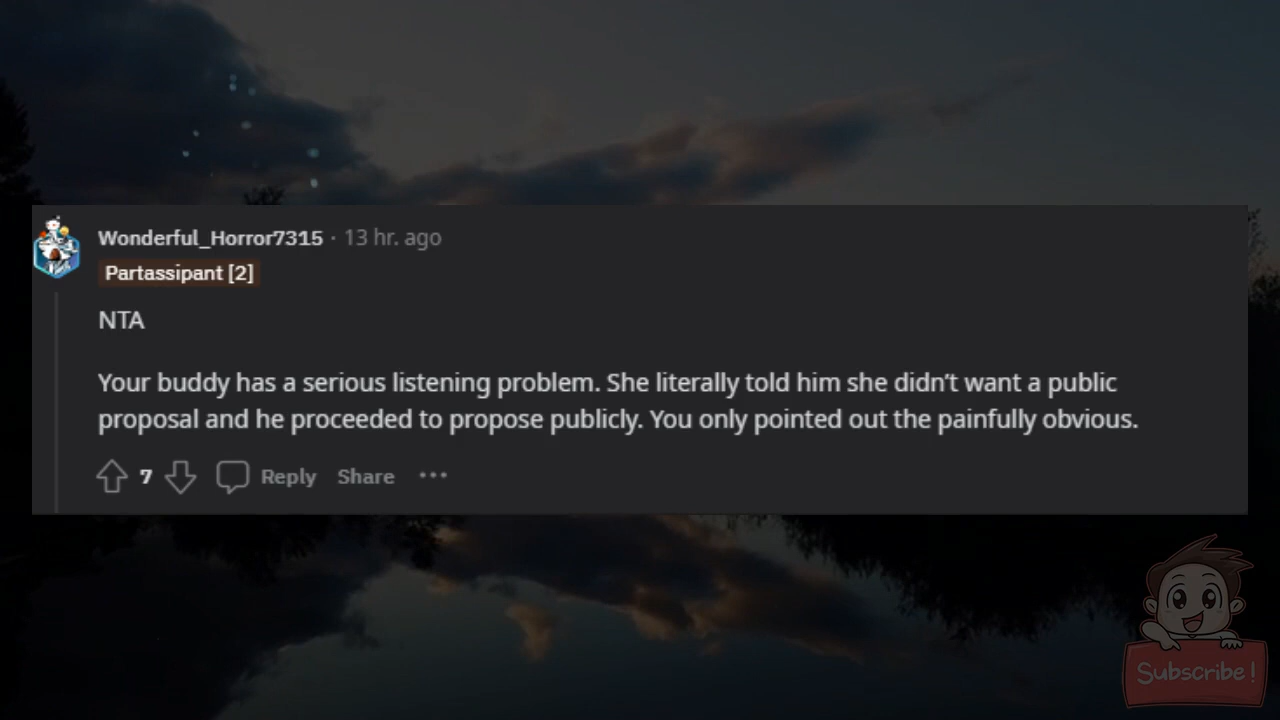 Wonderful_Horror7315 · 13 hr. ago
Partassipant [2]
NTA
Your buddy has a serious listening problem. She literally told him she didn’t want a public
proposal and he proceeded to propose publicly. You only pointed out the painfully obvious.
7 Reply Share ···
Subscribe!